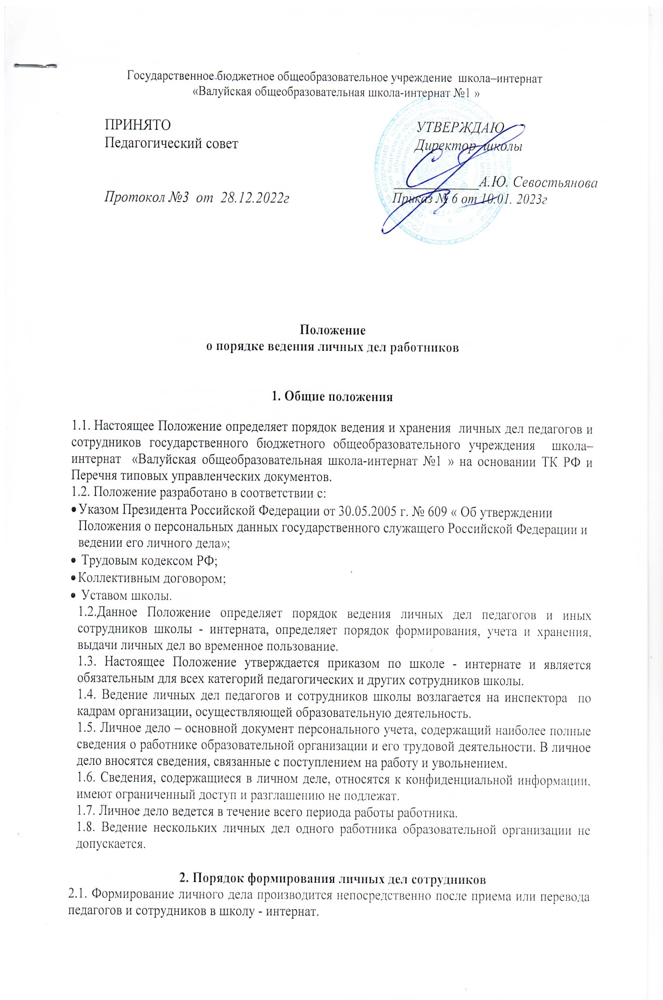 Государственное бюджетное общеобразовательное учреждение школа–интернат
«Валуйская общеобразовательная школа-интернат №1 »
ПРИНЯТО
Педагогический совет
Протокол №3 от 28.12.2022г
УТВЕРЖДАЮ
Директор школы
____________А.Ю. Севостьянова
Приказ № 6 от 10.01. 2023г
Положение
о порядке ведения личных дел работников
1. Общие положения
1.1. Настоящее Положение определяет порядок ведения и хранения личных дел педагогов и
сотрудников государственного бюджетного общеобразовательного учреждения школа–
интернат «Валуйская общеобразовательная школа-интернат №1 » на основании ТК РФ и
Перечня типовых управленческих документов.
1.2. Положение разработано в соответствии с:
• Указом Президента Российской Федерации от 30.05.2005 г. № 609 « Об утверждении
Положения о персональных данных государственного служащего Российской Федерации и
ведении его личного дела»;
• Трудовым кодексом РФ;
• Коллективным договором;
• Уставом школы.
1.2.Данное Положение определяет порядок ведения личных дел педагогов и иных
сотрудников школы - интерната, определяет порядок формирования, учета и хранения,
выдачи личных дел во временное пользование.
1.3. Настоящее Положение утверждается приказом по школе - интернате и является
обязательным для всех категорий педагогических и других сотрудников школы.
1.4. Ведение личных дел педагогов и сотрудников школы возлагается на инспектора по
кадрам организации, осуществляющей образовательную деятельность.
1.5. Личное дело – основной документ персонального учета, содержащий наиболее полные
сведения о работнике образовательной организации и его трудовой деятельности. В личное
дело вносятся сведения, связанные с поступлением на работу и увольнением.
1.6. Сведения, содержащиеся в личном деле, относятся к конфиденциальной информации,
имеют ограниченный доступ и разглашению не подлежат.
1.7. Личное дело ведется в течение всего периода работы работника.
1.8. Ведение нескольких личных дел одного работника образовательной организации не
допускается.
2. Порядок формирования личных дел сотрудников
2.1. Формирование личного дела производится непосредственно после приема или перевода
педагогов и сотрудников в школу - интернат.